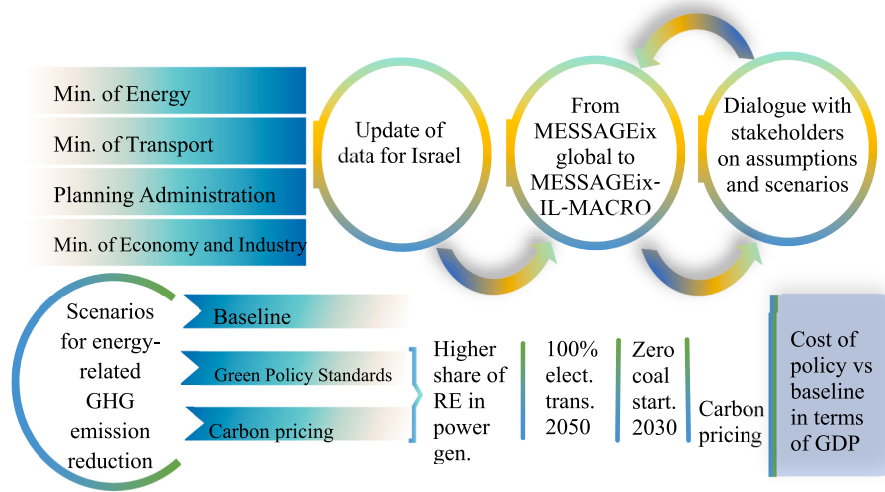 Min. of Energy
Min. of Transport
Planning Administration
Min. of Economy and Industry
Update of
data for Israel
From
MESSAGEix
global to
MESSAGEix-
IL-MACRO
Dialogue with
stakeholders
on assumptions
and scenarios
Scenarios
for energy-
related
GHG
emission
reduction
Baseline
Green Policy Standards
Carbon pricing
Higher
share of
RE in
power
gen.
100%
elect.
trans.
2050
Zero
coal
start.
2030
Carbon
pricing
Cost of
policy vs
baseline
in terms
of GDP